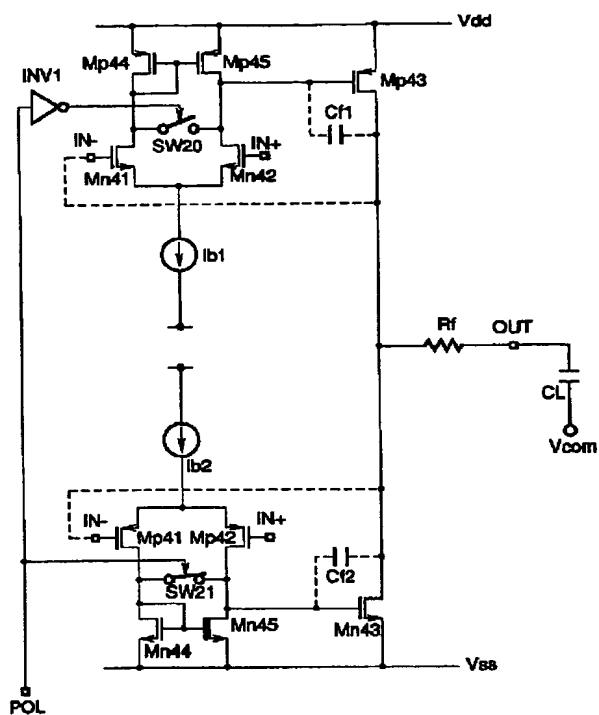 Vdd
Mp44
Mp45
Mp43
INV1
Cf1
SW20
IN-
IN+
Mn41
Mn42
Ib1
Rf
OUT
CL
Vcom
Ib2
IN-
IN+
Mp41
Mp42
SW21
Cf2
Mn45
Mn43
Mn44
Vss
POL